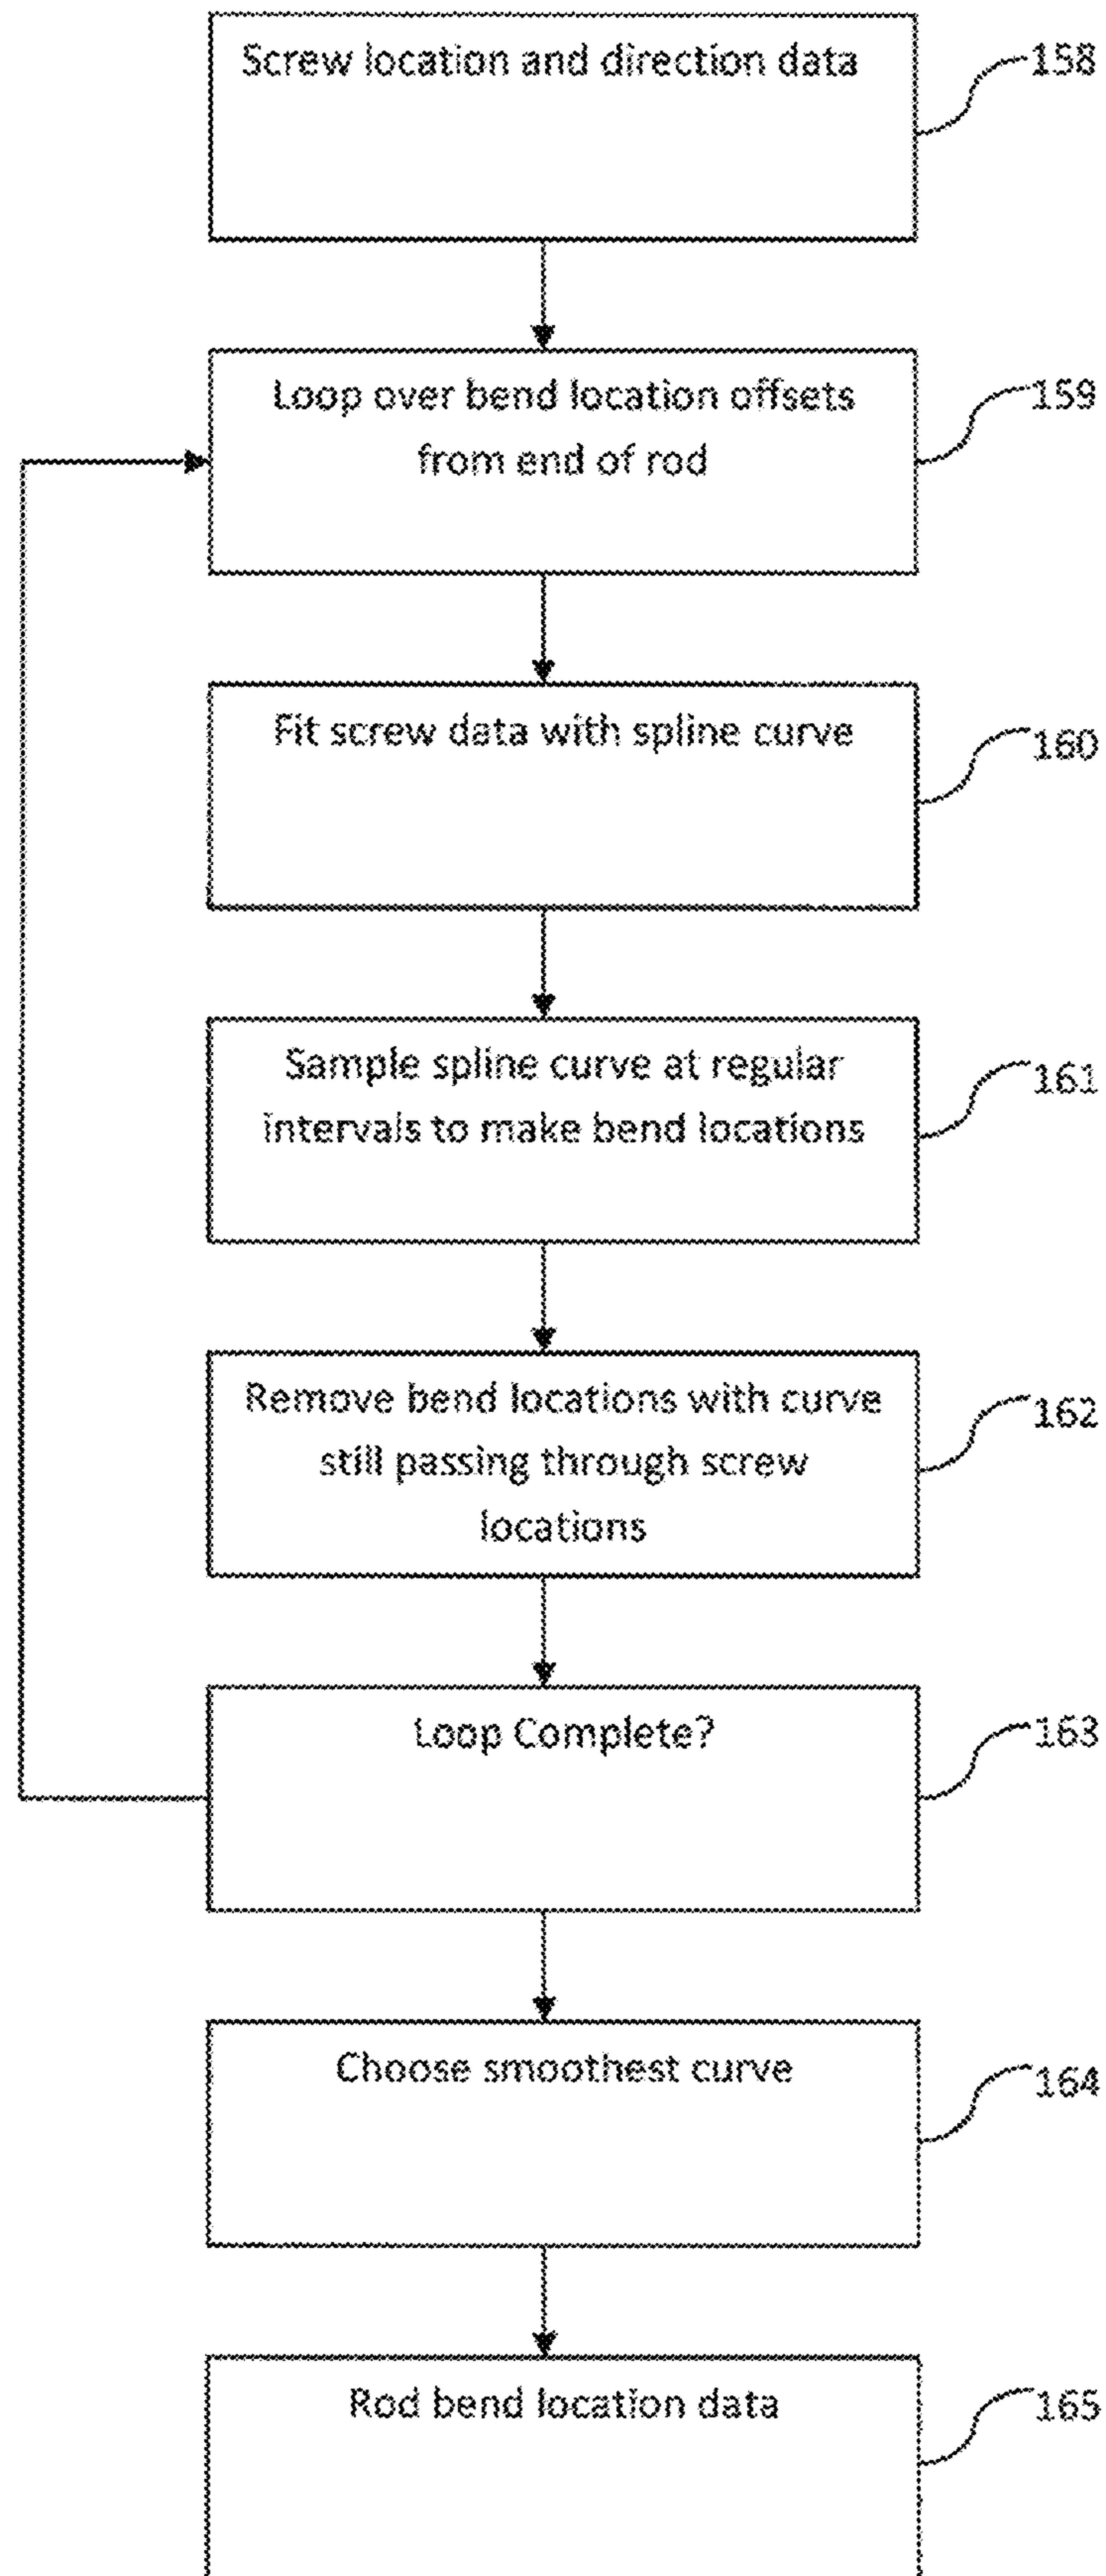 Screw location and direction data
158
Loop over bend location offsets
from end of rod
159
Fit screw data with spline curve
160
Sample spline curve at regular
intervals to make bend locations
161
Remove bend locations with curve
still passing through screw
locations
162
Loop Complete?
163
Choose smoothest curve
164
Rod bend location data
165